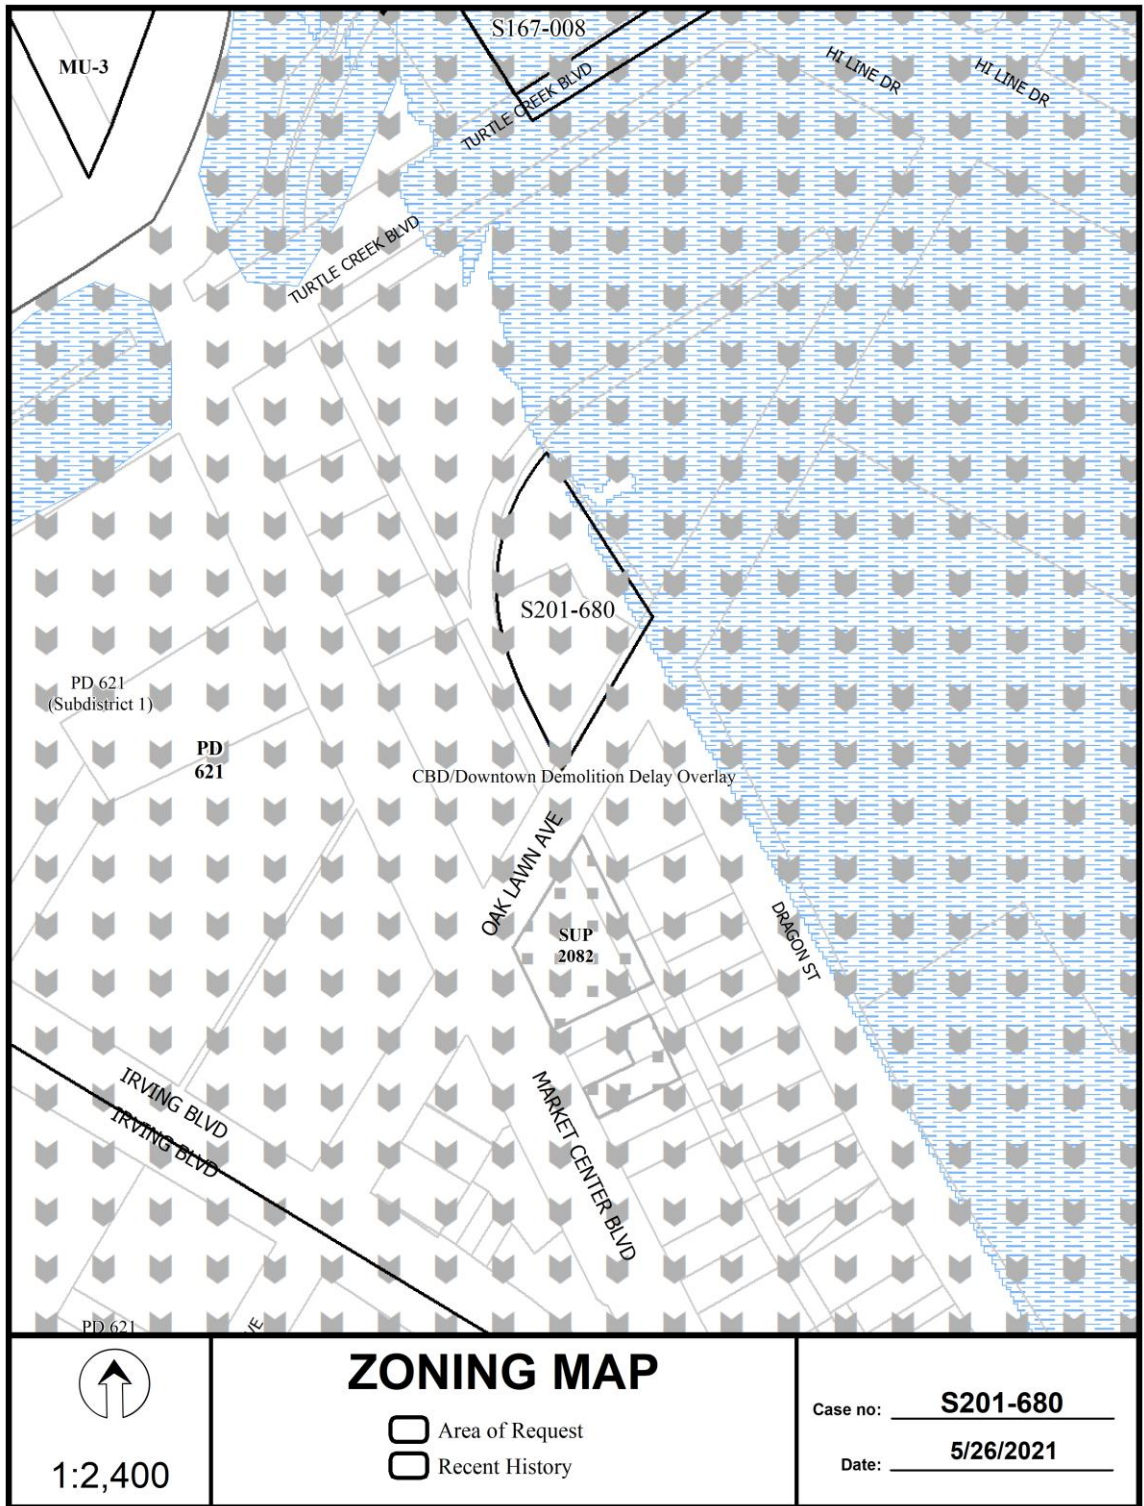 S167-008
MU-3
HI LINE DR
HI LINE DR
TURTLE CREEK BLVD
TURTLE CREEK BLVD
S201-680
PD 621
(Subdistrict 1)
PD
621
CBD/Downtown Demolition Delay Overlay
OAK LAWN AVE
SUP
2082
DRAGON ST
IRVING BLVD
IRVING BLVD
MARKET CENTER BLVD
PD 621
VE
1:2,400
ZONING MAP
Area of Request
Recent History
Case no: S201-680
Date: 5/26/2021